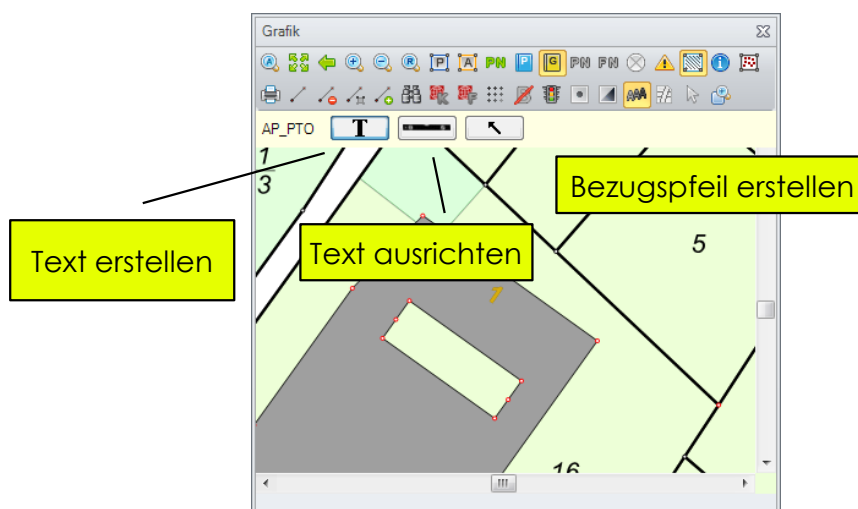 Grafik
A R P A PN P G PN FN
K F
AP_PTO T
1
3
Bezugspfeil erstellen
Text erstellen
Text ausrichten
5
7
16